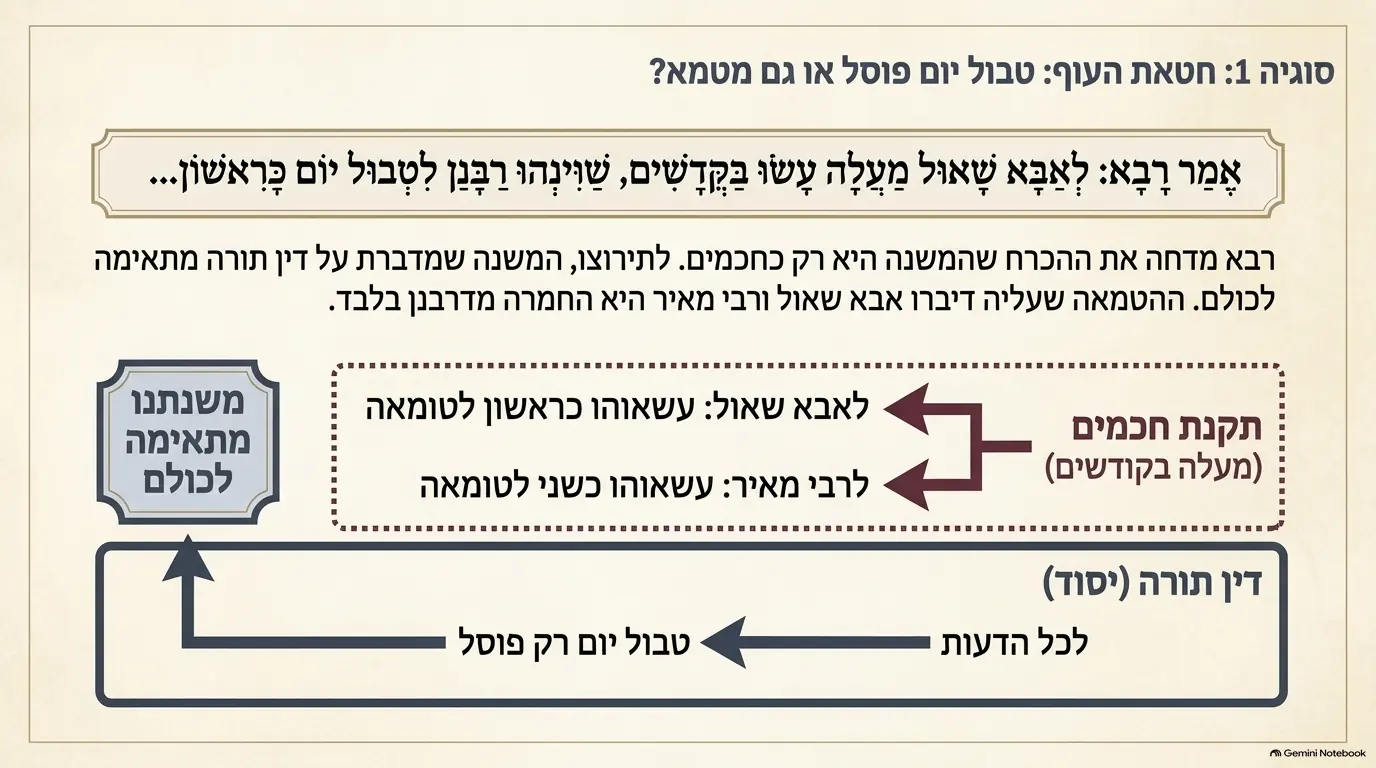 סוגיה 1: חטאת העוף: טבול יום פוסל או גם מטמא?
אֲמַר רָבָא: לְאַבָּא שָׁאוּל מַעֲלָה עָשׂוּ בַּקֳּדָשִׁים, שַׁוִּינְהוּ רַבָּנַן לִטְבוּל יוֹם כָּרִאשׁוֹן...
רבא מדחה את ההכרח שהמשנה היא רק כחכמים. לתירוצו, המשנה שמדברת על דין תורה מתאימה
לכולם. ההטמאה שעליה דיברו אבא שאול ורבי מאיר היא החמרה מדרבנן בלבד.
תקנת חכמים
(מעלה בקודשים)
לאבא שאול: עשאוהו כראשון לטומאה
לרבי מאיר: עשאוהו כשני לטומאה
משנתנו
מתאימה
לכולם
דין תורה (יסוד)
לכל הדעות
טבול יום רק פוסל
Gemini Notebook